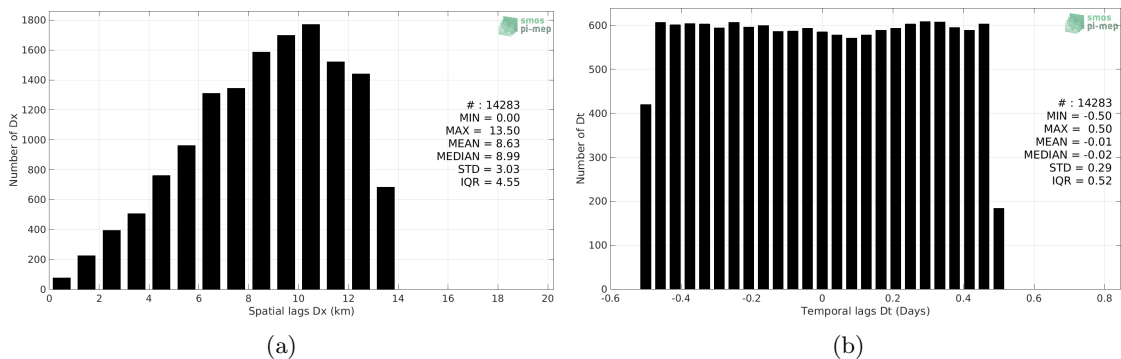 1800
1600
1400
1200
1000
800
600
400
200
0
Number of Dx
smos
pi-mep
# : 14283
MIN = 0.00
MAX = 13.50
MEAN = 8.63
MEDIAN = 8.99
STD = 3.03
IQR = 4.55
0 2 4 6 8 10 12 14 16 18 20
Spatial lags Dx (km)
(a)
600
500
400
300
200
100
0
Number of Dt
smos
pi-mep
# : 14283
MIN = -0.50
MAX = 0.50
MEAN = -0.01
MEDIAN = -0.02
STD = 0.29
IQR = 0.52
-0.6 -0.4 -0.2 0 0.2 0.4 0.6 0.8
Temporal lags Dt (Days)
(b)